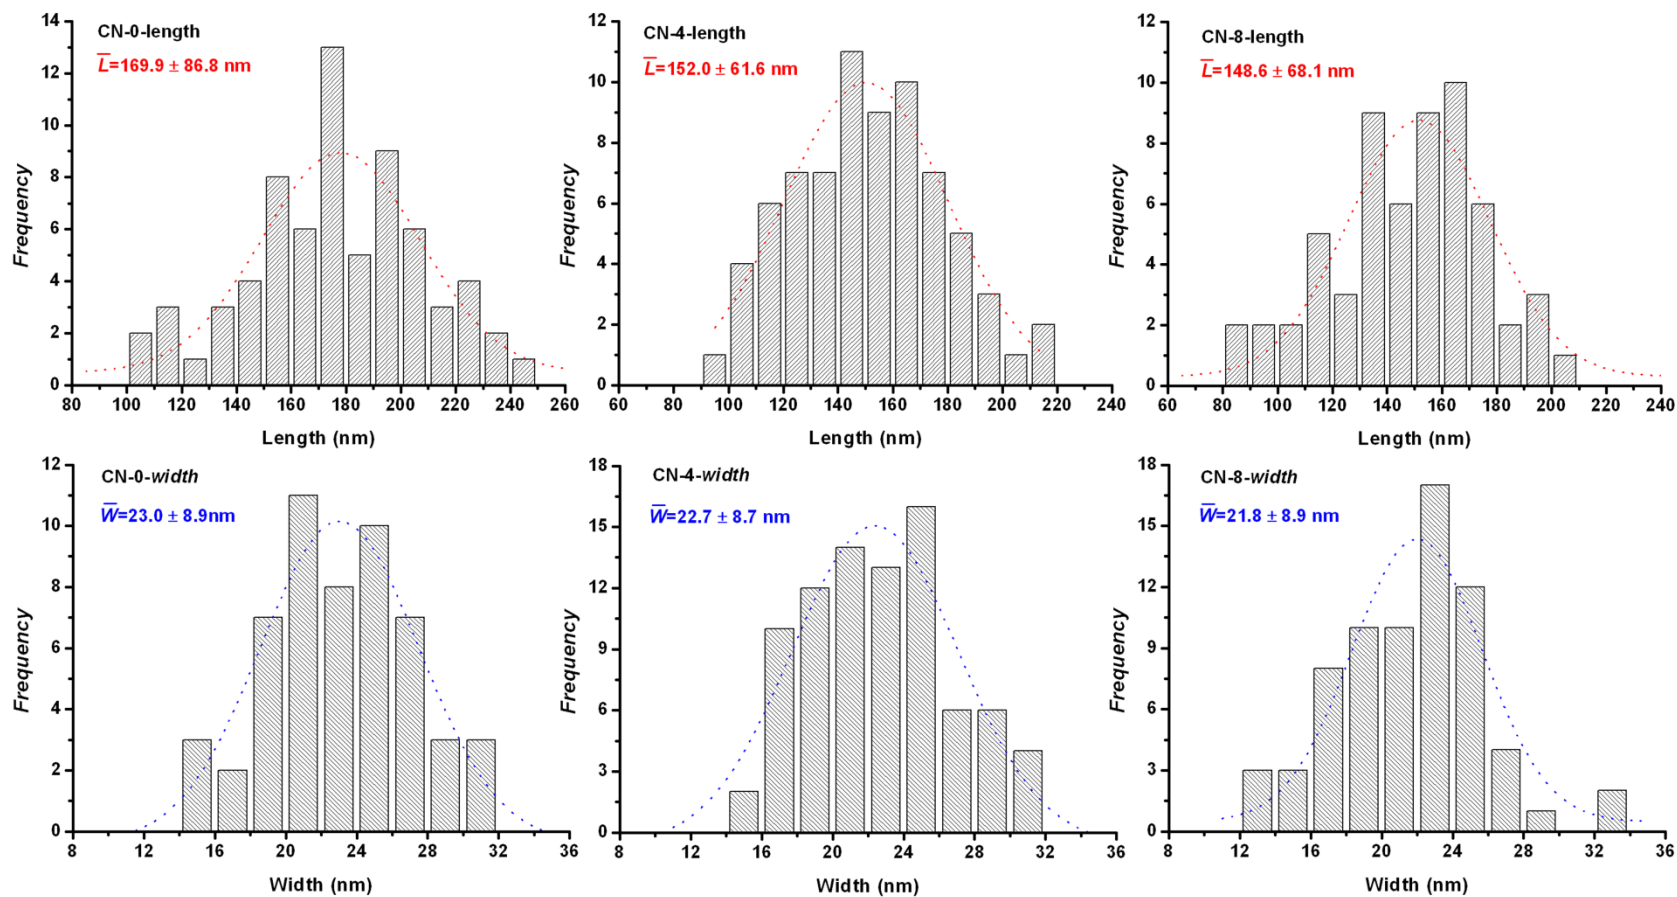 CN-0-length
L̅=169.9 ± 86.8 nm
14
12
10
8
6
4
2
0
Frequency
80 100 120 140 160 180 200 220 240 260
Length (nm)
CN-4-length
L̅=152.0 ± 61.6 nm
12
10
8
6
4
2
0
Frequency
60 80 100 120 140 160 180 200 220 240
Length (nm)
CN-8-length
L̅=148.6 ± 68.1 nm
12
10
8
6
4
2
0
Frequency
60 80 100 120 140 160 180 200 220 240
Length (nm)
CN-0-width
W̅=23.0 ± 8.9nm
12
10
8
6
4
2
0
Frequency
8 12 16 20 24 28 32 36
Width (nm)
CN-4-width
W̅=22.7 ± 8.7 nm
18
15
12
9
6
3
0
Frequency
8 12 16 20 24 28 32 36
Width (nm)
CN-8-width
W̅=21.8 ± 8.9 nm
18
15
12
9
6
3
0
Frequency
8 12 16 20 24 28 32 36
Width (nm)